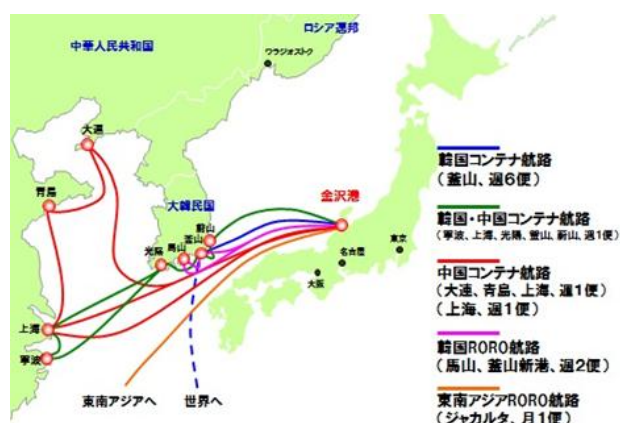 ロシア連邦
中華人民共和国
ウラジオストク
大連
青島
大韓民国
金沢港
蔚山
釜山
馬山
光陽
東京
名古屋
大阪
上海
寧波
東南アジアへ
世界へ
韓国コンテナ航路
(釜山、週6便)
韓国・中国コンテナ航路
(寧波、上海、光陽、釜山、蔚山、週1便)
中国コンテナ航路
(大連、青島、上海、週1便)
(上海、週1便)
韓国RORO航路
(馬山、釜山新港、週2便)
東南アジアRORO航路
(ジャカルタ、月1便)